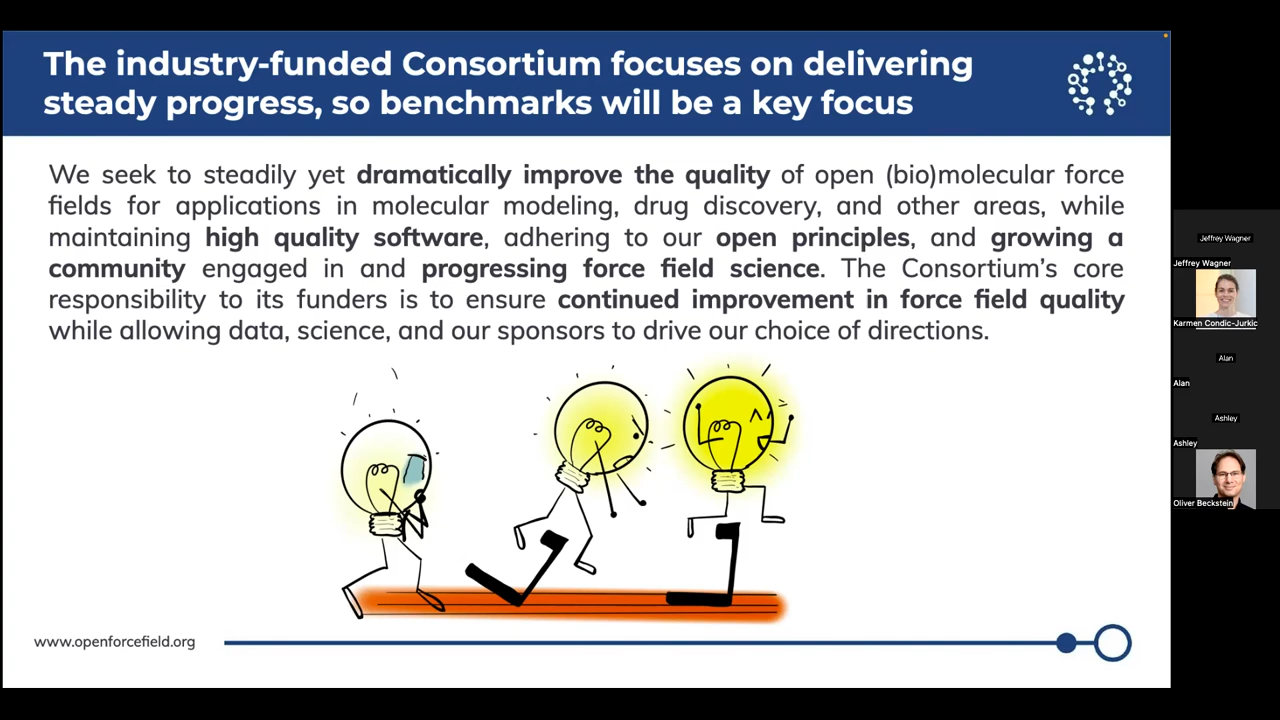 The industry-funded Consortium focuses on delivering
steady progress, so benchmarks will be a key focus
We seek to steadily yet dramatically improve the quality of open (bio)molecular force
fields for applications in molecular modeling, drug discovery, and other areas, while
maintaining high quality software, adhering to our open principles, and growing a
community engaged in and progressing force field science. The Consortium's core
responsibility to its funders is to ensure continued improvement in force field quality
while allowing data, science, and our sponsors to drive our choice of directions.
www.openforcefield.org
Jeffrey Wagner
Jeffrey Wagner
Karmen Condic-Jurkic
Alan
Alan
Ashley
Ashley
Oliver Beckstein